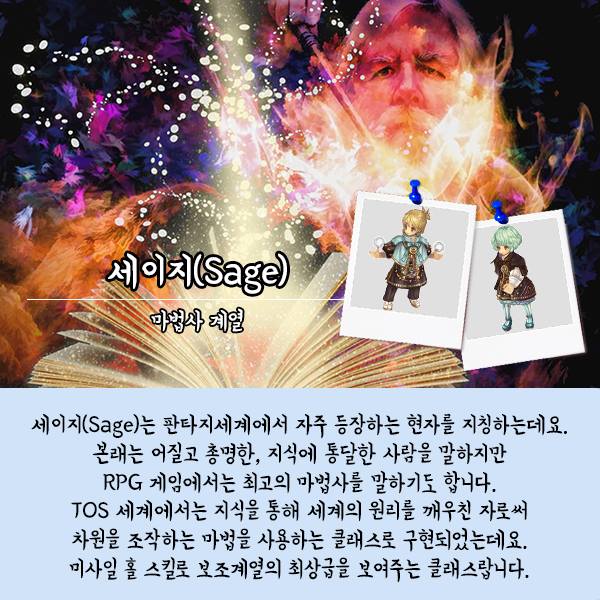 세이지(Sage)
마법사 계열
세이지(Sage)는 판타지세계에서 자주 등장하는 현자를 지칭하는데요.
본래는 어질고 총명한, 지식에 통달한 사람을 말하지만
RPG 게임에서는 최고의 마법사를 말하기도 합니다.
TOS 세계에서는 지식을 통해 세계의 원리를 깨우친 자로써
차원을 조작하는 마법을 사용하는 클래스로 구현되었는데요.
미사일 홀 스킬로 보조계열의 최상급을 보여주는 클래스랍니다.